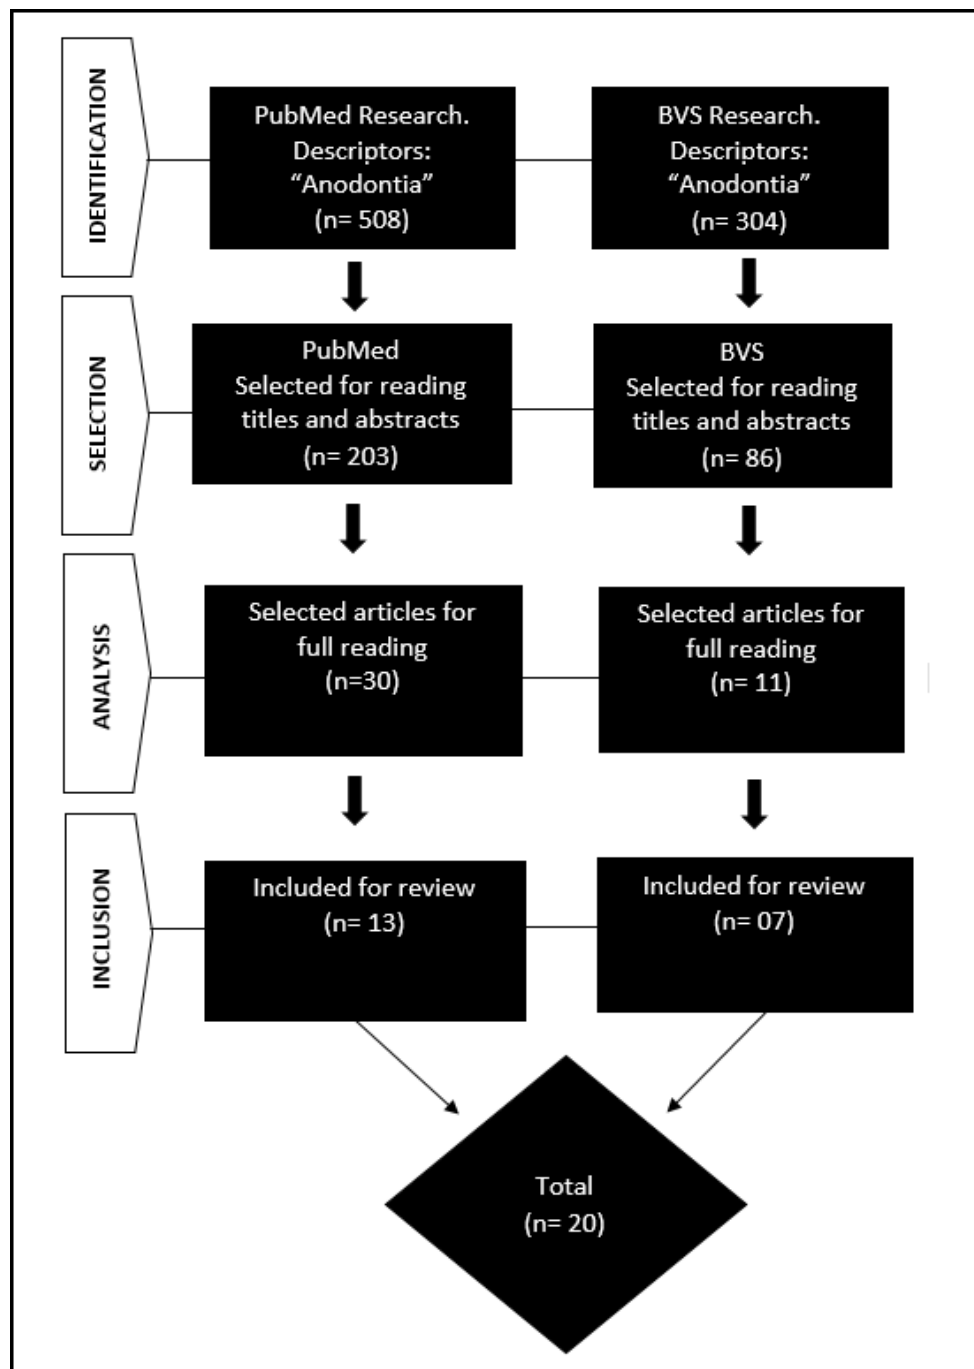 IDENTIFICATION
PubMed Research.
Descriptors:
“Anodontia”
(n= 508)
BVS Research.
Descriptors:
“Anodontia”
(n= 304)
SELECTION
PubMed
Selected for reading
titles and abstracts
(n= 203)
BVS
Selected for reading
titles and abstracts
(n= 86)
ANALYSIS
Selected articles for
full reading
(n=30)
Selected articles for
full reading
(n= 11)
INCLUSION
Included for review
(n= 13)
Included for review
(n= 07)
Total
(n= 20)